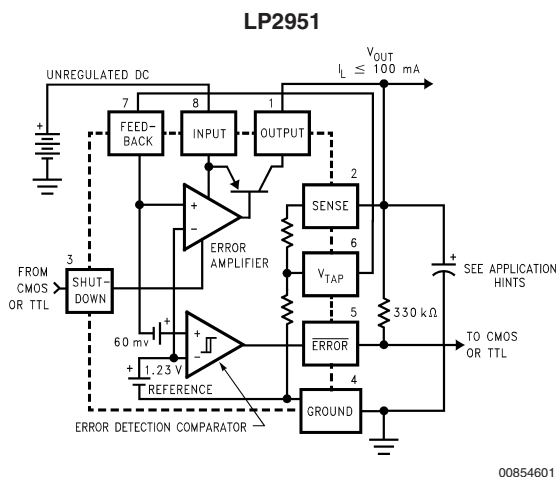 LP2951
V_OUT
I_L ≤ 100 mA
UNREGULATED DC
7
8
1
FEED-
BACK
INPUT
OUTPUT
+
2
SENSE
+
−
ERROR
AMPLIFIER
6
V_TAP
+
SEE APPLICATION
HINTS
3
FROM
CMOS
OR TTL
SHUT-
DOWN
5
ERROR
330 kΩ
TO CMOS
OR TTL
+
60 mv
+
−
+
1.23 V
REFERENCE
4
GROUND
ERROR DETECTION COMPARATOR
00854601